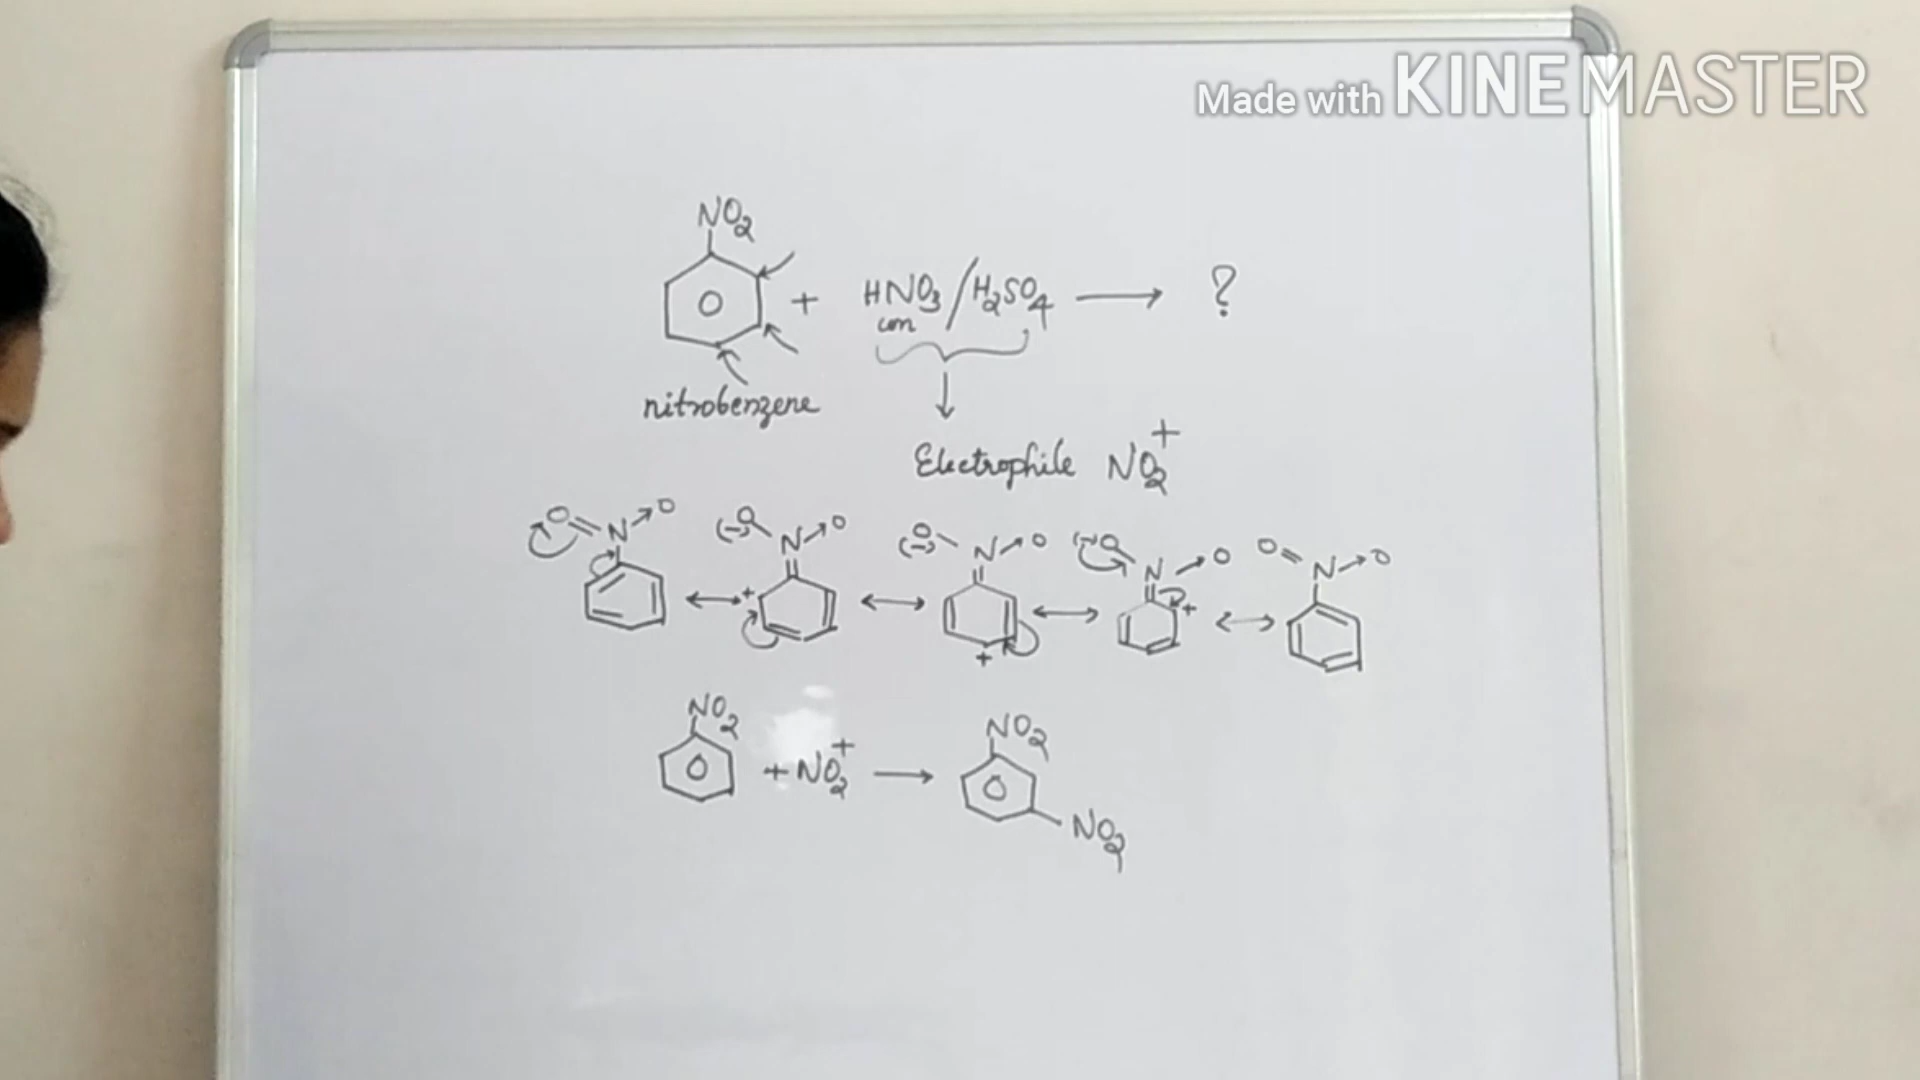 Made with KINEMASTER
NO2
+ HNO3/H2SO4 → ?
con
nitrobenzene
Electrophile NO2+
O=N→O (-)O N→O (-)O N→O (-)O N→O O=N→O
↔ + ↔ + ↔ + ↔
NO2 NO2
+ NO2+ →
NO2